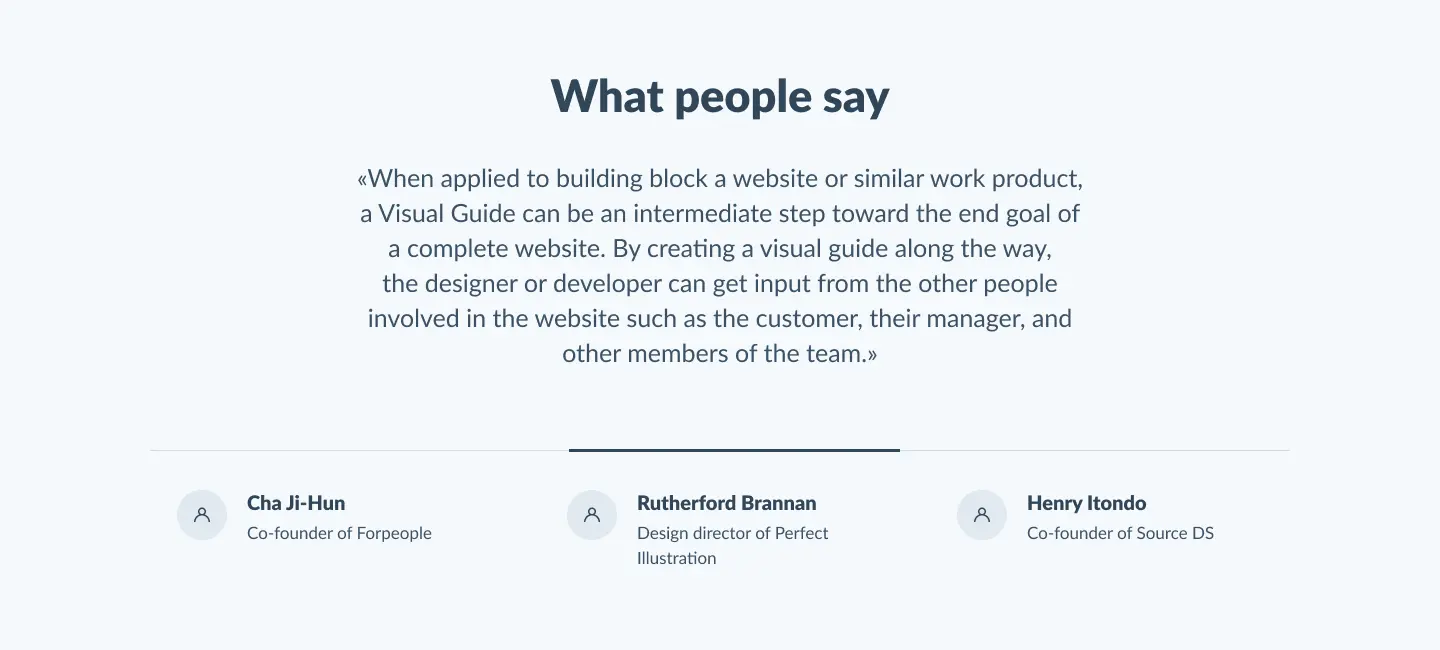 What people say
«When applied to building block a website or similar work product,
a Visual Guide can be an intermediate step toward the end goal of
a complete website. By creating a visual guide along the way,
the designer or developer can get input from the other people
involved in the website such as the customer, their manager, and
other members of the team.»
Cha Ji-Hun
Co-founder of Forpeople
Rutherford Brannan
Design director of Perfect
Illustration
Henry Itondo
Co-founder of Source DS